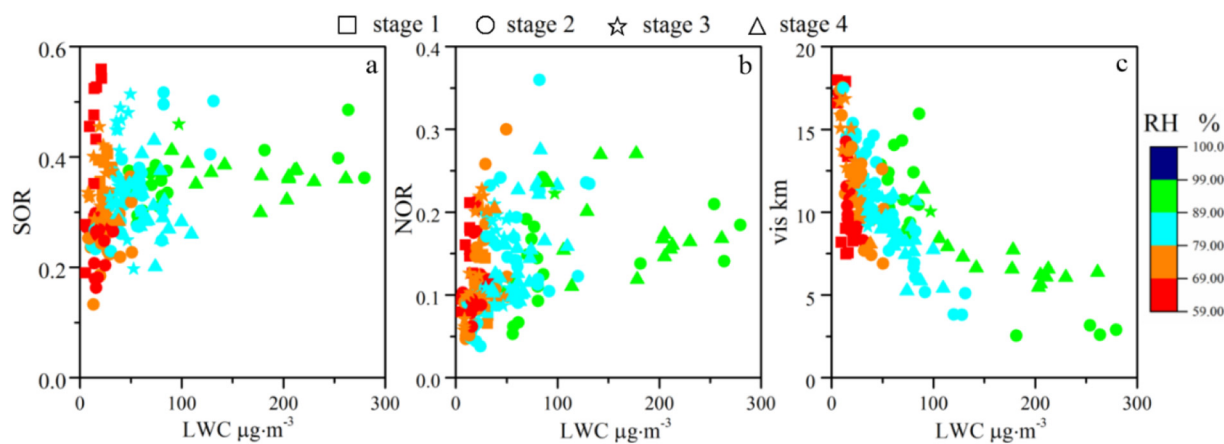 stage 1 stage 2 stage 3 stage 4
a
0.6
0.4
0.2
0.0
SOR
0 100 200 300
LWC μg·m-3
b
0.4
0.3
0.2
0.1
0.0
NOR
0 100 200 300
LWC μg·m-3
c
20
15
10
5
0
vis km
0 100 200 300
LWC μg·m-3
RH %
100.0
99.00
89.00
79.00
69.00
59.00